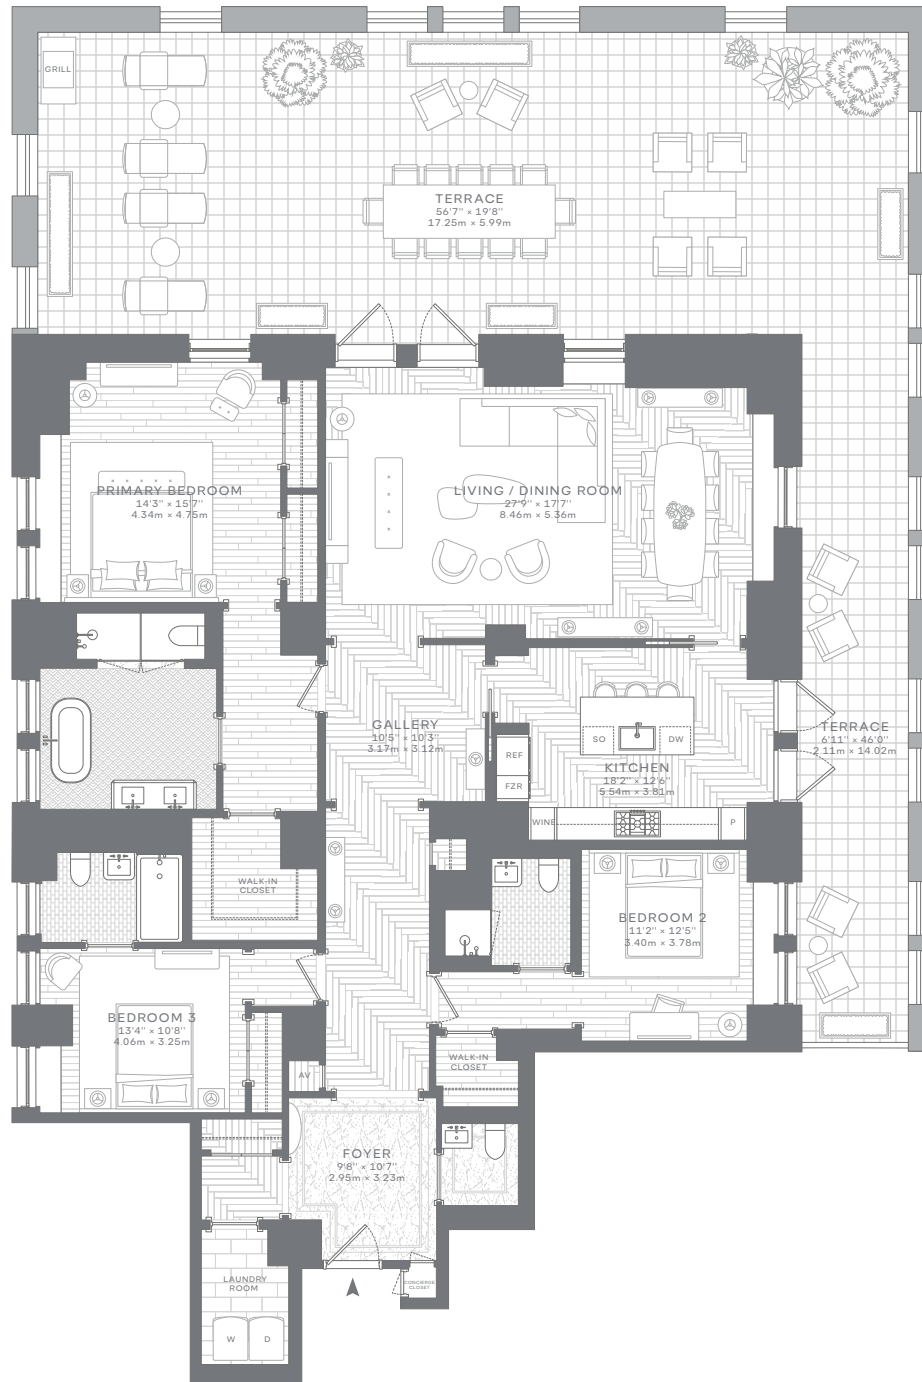 GRILL
TERRACE
56'7" × 19'8"
17.25m × 5.99m
PRIMARY BEDROOM
14'3" × 15'7"
4.34m × 4.75m
LIVING / DINING ROOM
27'9" × 17'7"
8.46m × 5.36m
GALLERY
10'5" × 10'3"
3.17m × 3.12m
SO
DW
REF
FZR
KITCHEN
18'2" × 12'6"
5.54m × 3.81m
WINE
P
TERRACE
6'11" × 46'0"
2.11m × 14.02m
WALK-IN
CLOSET
BEDROOM 2
11'2" × 12'5"
3.40m × 3.78m
BEDROOM 3
13'4" × 10'8"
4.06m × 3.25m
AV
WALK-IN
CLOSET
FOYER
9'8" × 10'7"
2.95m × 3.23m
LAUNDRY
ROOM
CONCIERGE
CLOSET
W
D